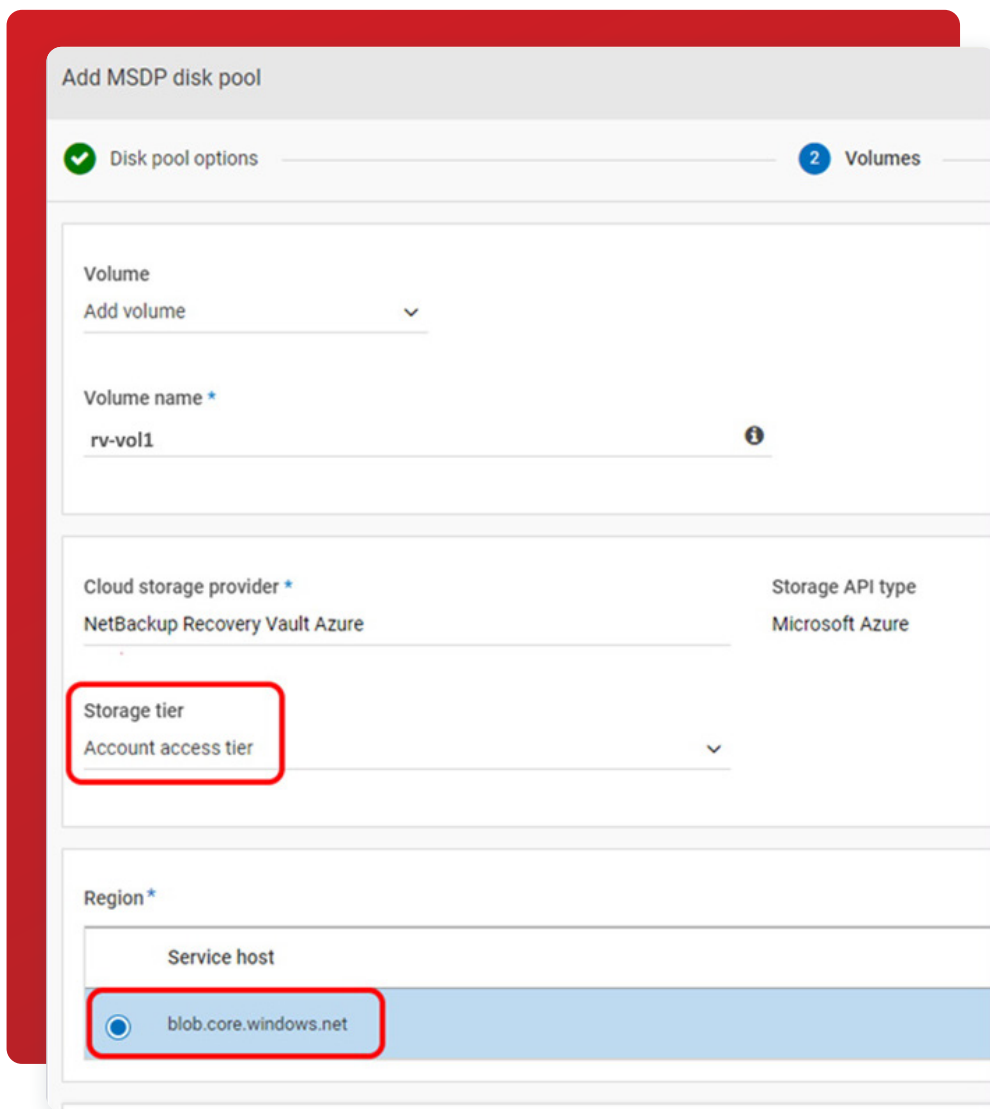 Add MSDP disk pool
Disk pool options
2 Volumes
Volume
Add volume
Volume name *
rv-vol1
Cloud storage provider *
Storage API type
NetBackup Recovery Vault Azure
Microsoft Azure
Storage tier
Account access tier
Region*
Service host
blob.core.windows.net